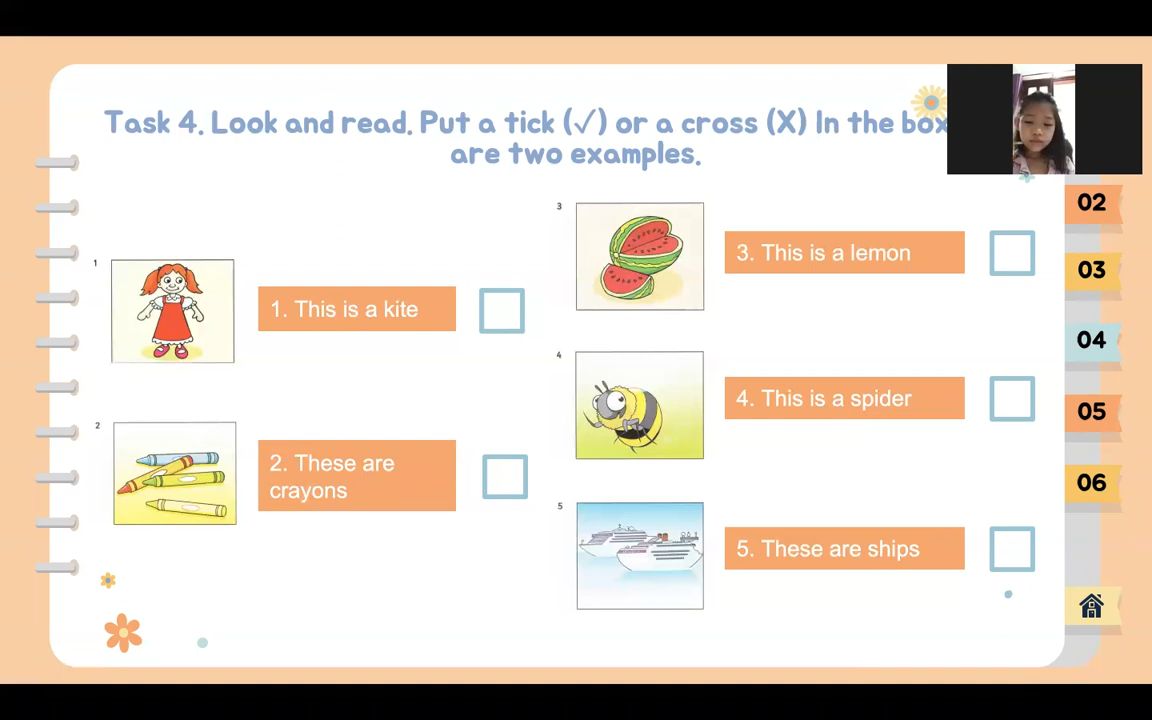 Task 4. Look and read. Put a tick (✓) or a cross (X) In the box
are two examples.
1
1. This is a kite
2
2. These are
crayons
3
3. This is a lemon
4
4. This is a spider
5
5. These are ships
02
03
04
05
06